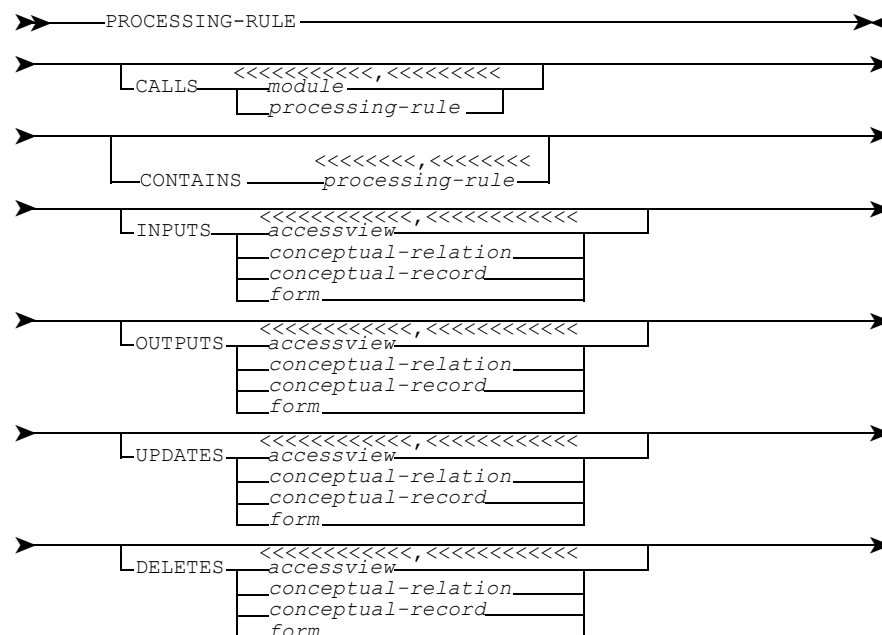 PROCESSING-RULE
<<<<<<<<<<<,<<<<<<<<<
CALLS module
processing-rule
<<<<<<<<,<<<<<<<<
CONTAINS processing-rule
<<<<<<<<<<<<,<<<<<<<<<<<<
INPUTS accessview
conceptual-relation
conceptual-record
form
<<<<<<<<<<<<,<<<<<<<<<<<<
OUTPUTS accessview
conceptual-relation
conceptual-record
form
<<<<<<<<<<<<,<<<<<<<<<<<<
UPDATES accessview
conceptual-relation
conceptual-record
form
<<<<<<<<<<<<,<<<<<<<<<<<<
DELETES accessview
conceptual-relation
conceptual-record
form